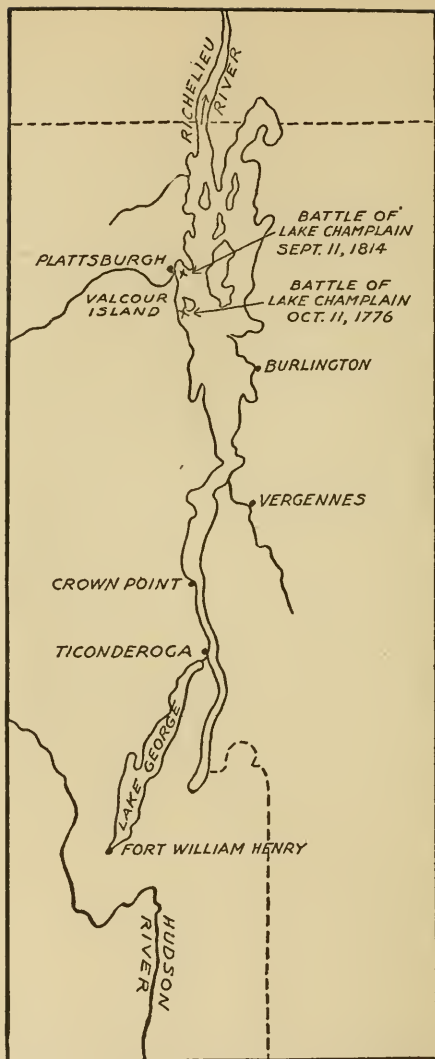 RICHELIEU
RIVER
BATTLE OF
LAKE CHAMPLAIN
SEPT. 11, 1814
PLATTSBURGH
VALCOUR
ISLAND
BATTLE OF
LAKE CHAMPLAIN
OCT. 11, 1776
BURLINGTON
VERGENNES
CROWN POINT
TICONDEROGA
LAKE GEORGE
FORT WILLIAM HENRY
HUDSON
RIVER